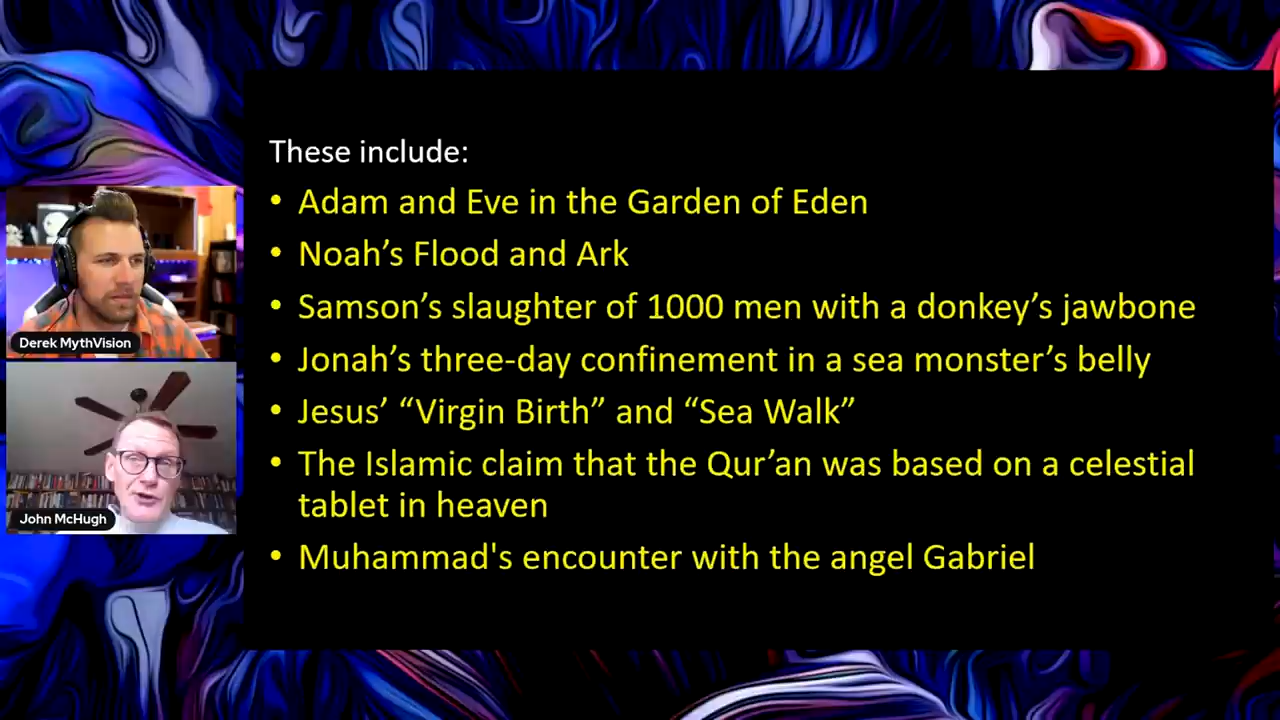 These include:
• Adam and Eve in the Garden of Eden
• Noah’s Flood and Ark
• Samson’s slaughter of 1000 men with a donkey’s jawbone
• Jonah’s three-day confinement in a sea monster’s belly
• Jesus’ “Virgin Birth” and “Sea Walk”
• The Islamic claim that the Qur’an was based on a celestial
tablet in heaven
• Muhammad's encounter with the angel Gabriel
Derek MythVision
John McHugh